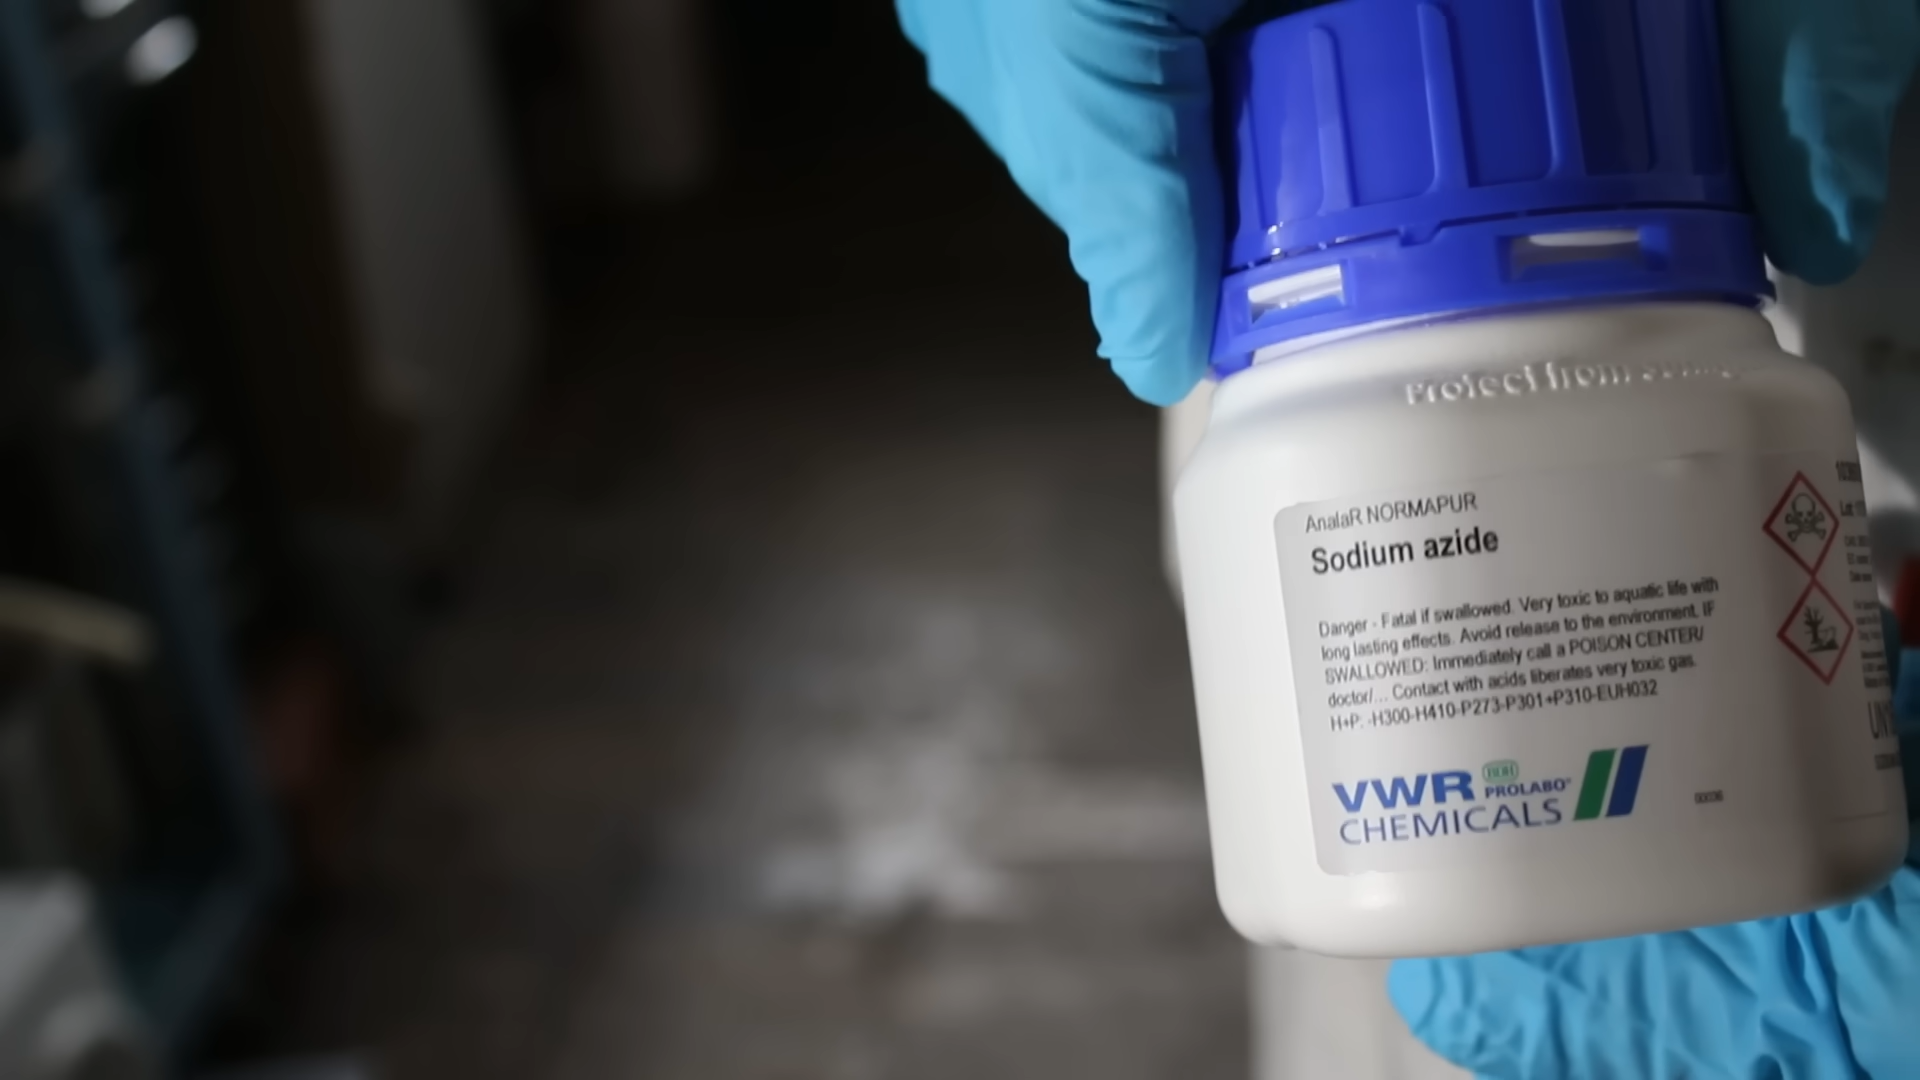 Protect from
AnalaR NORMAPUR
Sodium azide
Danger - Fatal if swallowed. Very toxic to aquatic life with
long lasting effects. Avoid release to the environment. IF
SWALLOWED: Immediately call a POISON CENTER/
doctor/... Contact with acids liberates very toxic gas.
H+P: -H300-H410-P273-P301+P310-EUH032
VWR BDH PROLABO
CHEMICALS
Lot